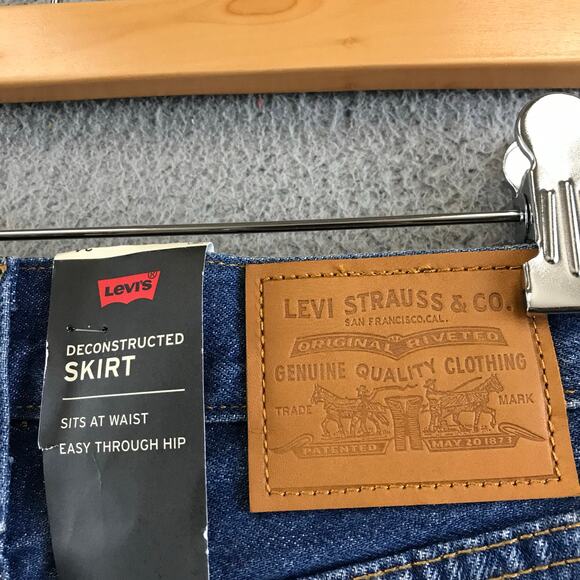 LEVI'S
DECONSTRUCTED
SKIRT
SITS AT WAIST
EASY THROUGH HIP
LEVI STRAUSS & CO.
SAN FRANCISCO, CAL.
ORIGINAL RIVETED
GENUINE QUALITY CLOTHING
TRADE MARK
PATENTED MAY 20 1873